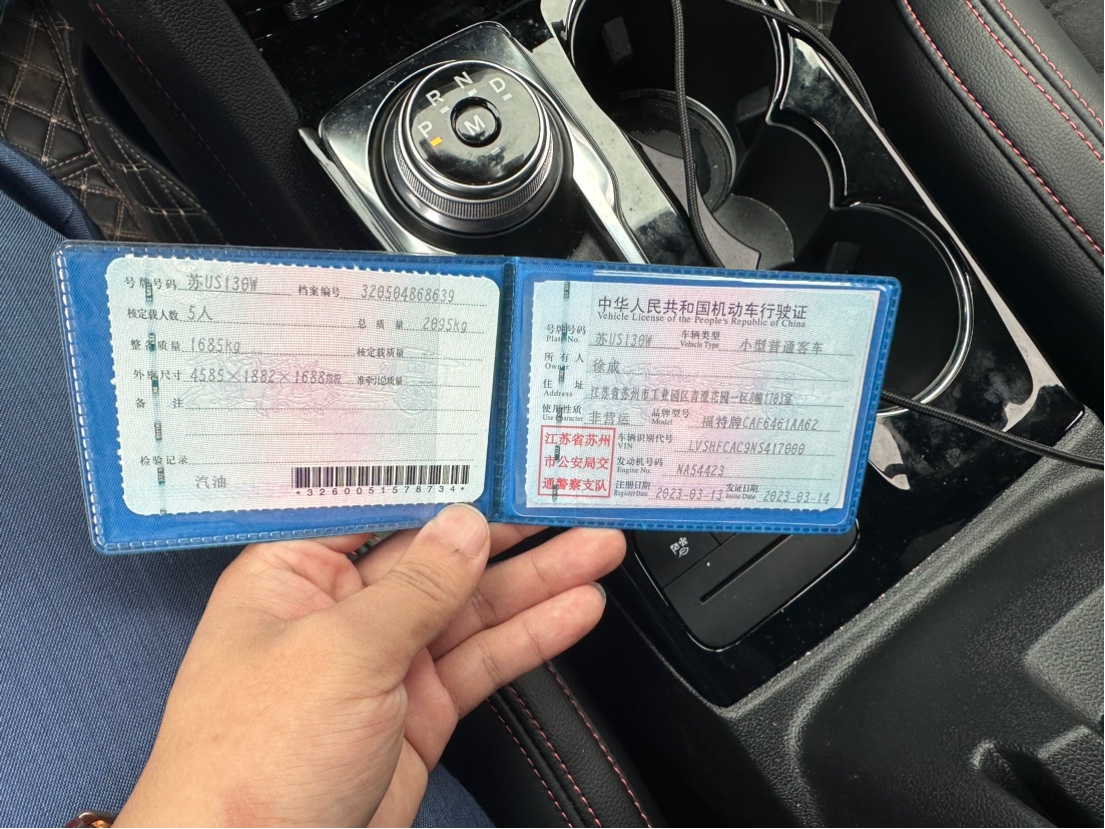 P R N D
M
号牌号码 苏US130W 档案编号 320504868639
核定载人数 5人 总质量 2095kg
整备质量 1685kg 核定载质量
外廓尺寸 4585×1882×1688mm 准牵引总质量
备注
检验记录
汽油
*3260051578734*
中华人民共和国机动车行驶证
Vehicle License of the People's Republic of China
号牌号码 苏US130W 车辆类型 小型普通客车
Plate No. Vehicle Type
所有人 徐威
Owner
住址 江苏省苏州市工业园区青澄花园一区
Address
使用性质 非营运 品牌型号 福特牌CAF6461AA62
Use Character Model
江苏省苏州
市公安局交
通警察支队
车辆识别代号 LVSHFCAC9NS417000
VIN
发动机号码 NA54423
Engine No.
注册日期 2023-03-13 发证日期 2023-03-14
Register Date Issue Date